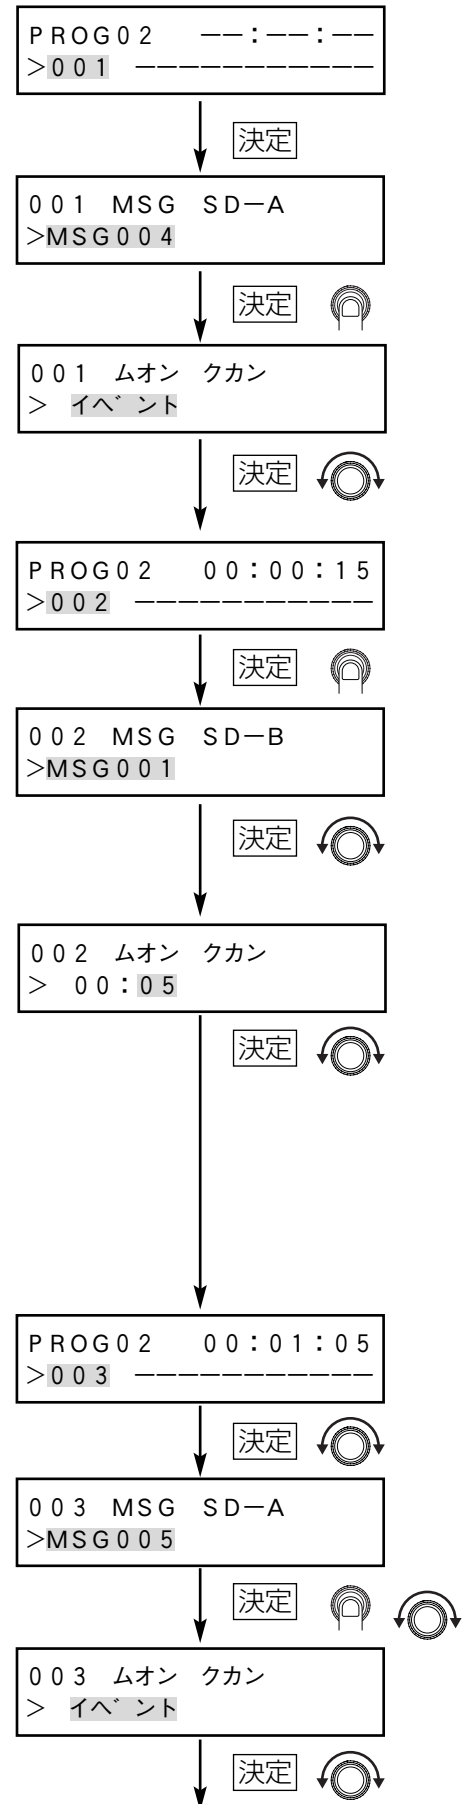 PROG02 −−:−−:−−
>001 −−−−−−−−−−−
決定
001 MSG SD−A
>MSG004
決定
001 ムオン クカン
> イベント
決定
PROG02 00:00:15
>002 −−−−−−−−−−−
決定
002 MSG SD−B
>MSG001
決定
002 ムオン クカン
> 00:05
決定
PROG02 00:01:05
>003 −−−−−−−−−−−
決定
003 MSG SD−A
>MSG005
決定
003 ムオン クカン
> イベント
決定